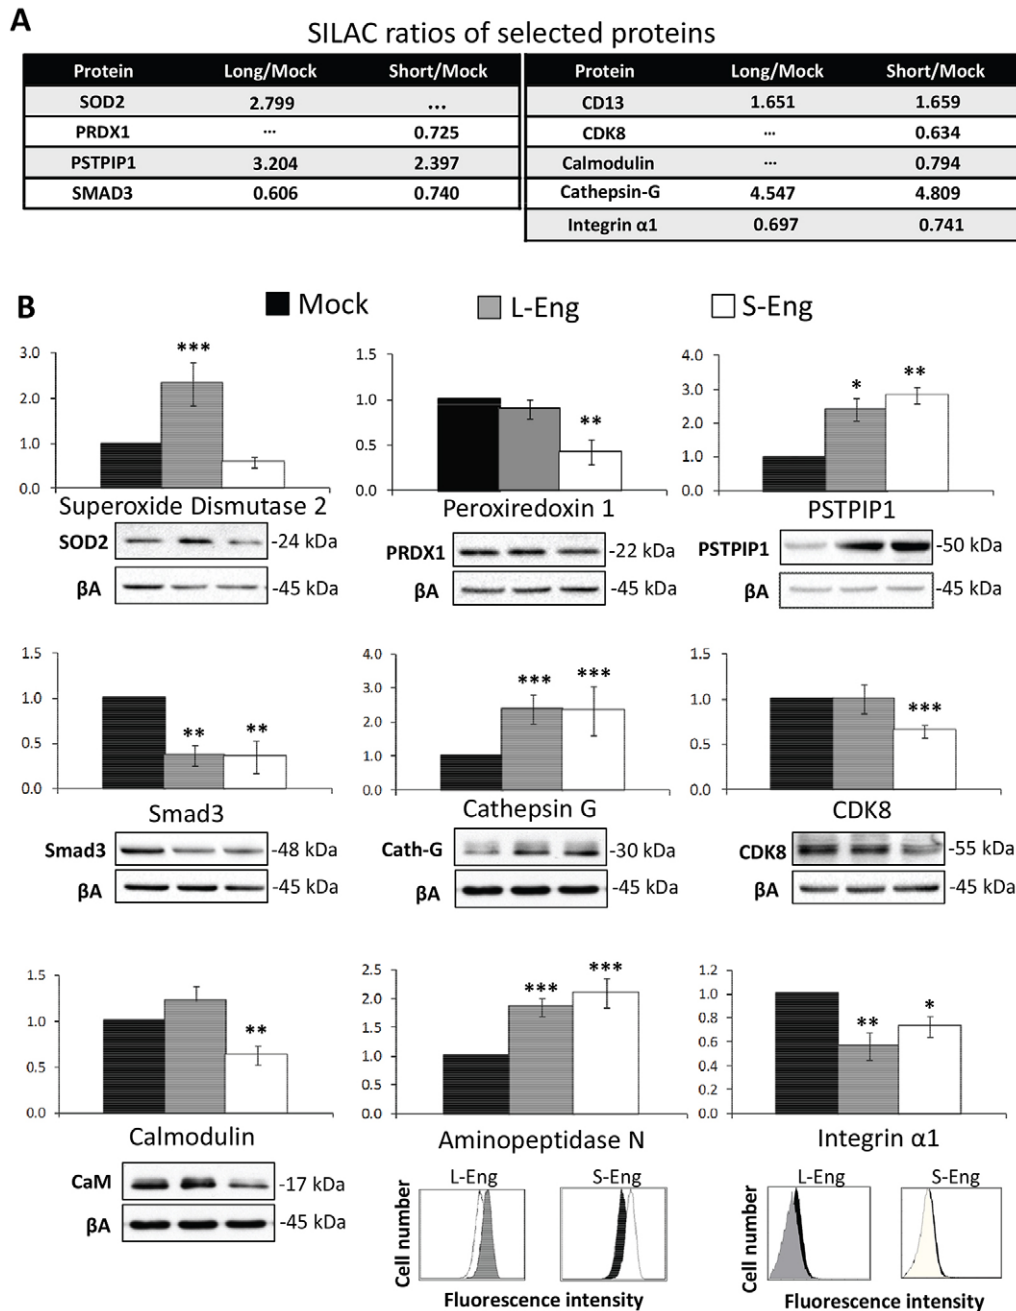 A
SILAC ratios of selected proteins
Protein Long/Mock Short/Mock
SOD2 2.799 ...
PRDX1 ... 0.725
PSTPIP1 3.204 2.397
SMAD3 0.606 0.740
Protein Long/Mock Short/Mock
CD13 1.651 1.659
CDK8 ... 0.634
Calmodulin ... 0.794
Cathepsin-G 4.547 4.809
Integrin α1 0.697 0.741
B
Mock L-Eng S-Eng
3.0
2.0
1.0
0.0
***
Superoxide Dismutase 2
SOD2 -24 kDa
βA -45 kDa
1.5
1.0
0.5
0.0
**
Peroxiredoxin 1
PRDX1 -22 kDa
βA -45 kDa
4.0
3.0
2.0
1.0
0.0
* **
PSTPIP1
PSTPIP1 -50 kDa
βA -45 kDa
1.5
1.0
0.5
0.0
** **
Smad3
Smad3 -48 kDa
βA -45 kDa
4.0
3.0
2.0
1.0
0.0
*** ***
Cathepsin G
Cath-G -30 kDa
βA -45 kDa
1.5
1.0
0.5
0.0
***
CDK8
CDK8 -55 kDa
βA -45 kDa
1.5
1.0
0.5
0.0
**
Calmodulin
CaM -17 kDa
βA -45 kDa
2.5
2.0
1.5
1.0
0.5
0.0
*** ***
Aminopeptidase N
L-Eng S-Eng
Cell number
Fluorescence intensity
1.2
1.0
0.8
0.6
0.4
0.2
0.0
** *
Integrin α1
L-Eng S-Eng
Cell number
Fluorescence intensity